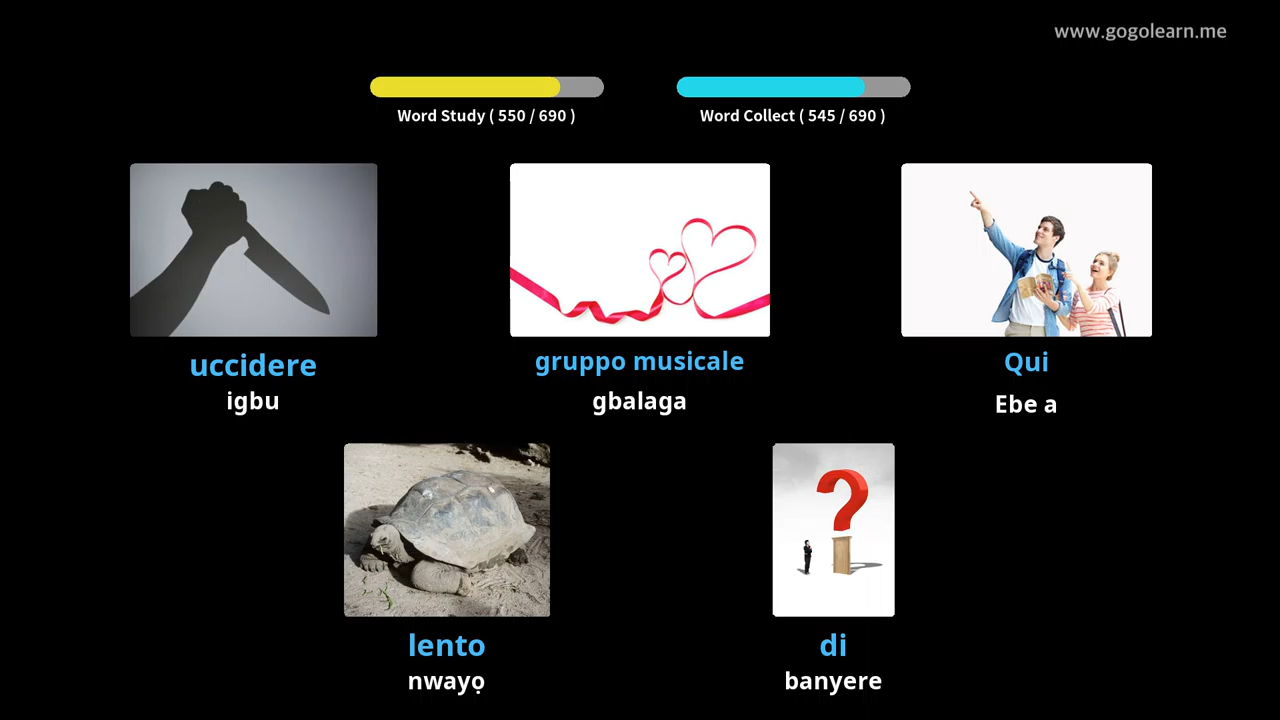 www.gogolearn.me
Word Study ( 550 / 690 )
Word Collect ( 545 / 690 )
uccidere
igbu
gruppo musicale
gbalaga
Qui
Ebe a
lento
nwayọ
di
banyere